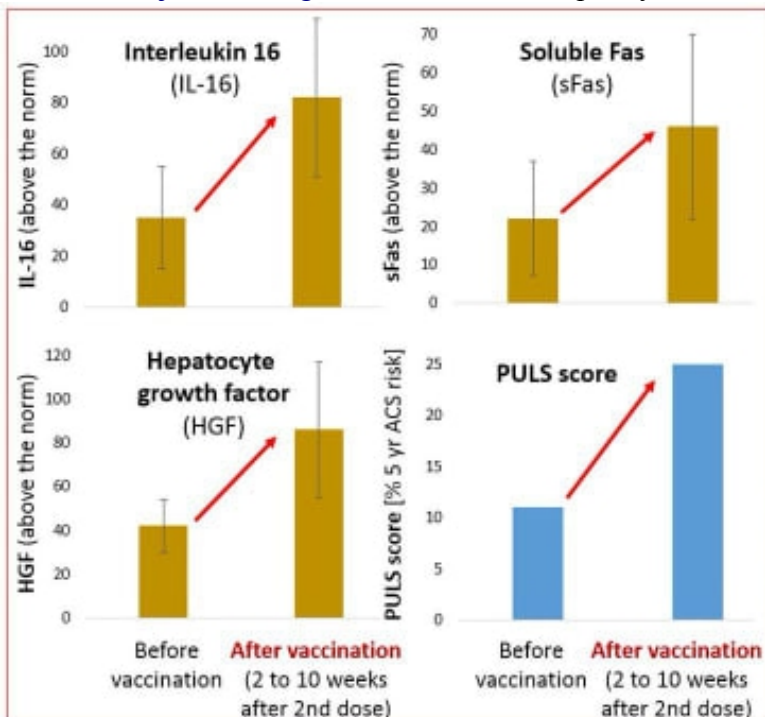 Interleukin 16
(IL-16)
IL-16 (above the norm)
100
80
60
40
20
0
Soluble Fas
(sFas)
sFas (above the norm)
70
60
50
40
30
20
10
0
Hepatocyte
growth factor
(HGF)
HGF (above the norm)
120
100
80
60
40
20
0
Before
vaccination
After vaccination
(2 to 10 weeks
after 2nd dose)
PULS score
PULS score [% 5 yr ACS risk]
25
20
15
10
5
0
Before
vaccination
After vaccination
(2 to 10 weeks
after 2nd dose)